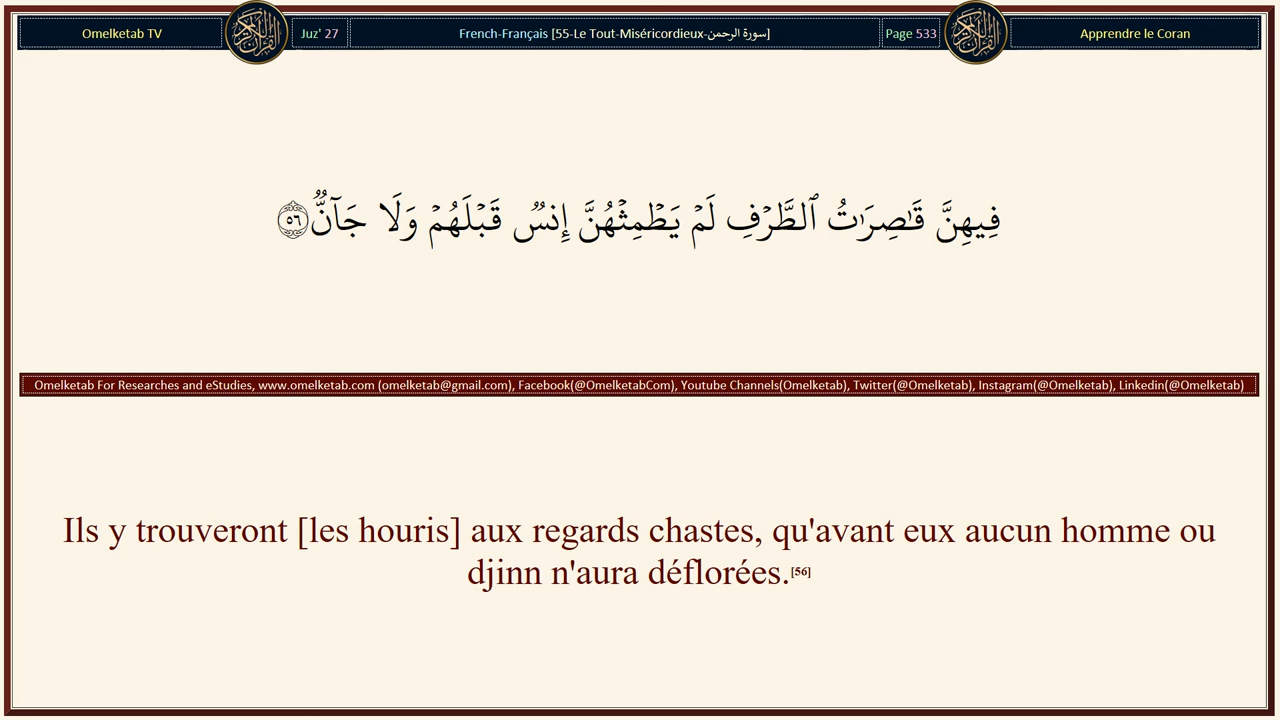 Omelketab TV
Juz' 27
French-Français [55-Le Tout-Miséricordieux-سورة الرحمن]
Page 533
Apprendre le Coran
فِيهِنَّ قَـٰصِرَٰتُ ٱلطَّرۡفِ لَمۡ يَطۡمِثۡهُنَّ إِنسࣱ قَبۡلَهُمۡ وَلَا جَاۤنࣱّ ٥٦
Omelketab For Researches and eStudies, www.omelketab.com (omelketab@gmail.com), Facebook(@OmelketabCom), Youtube Channels(Omelketab), Twitter(@Omelketab), Instagram(@Omelketab), Linkedin(@Omelketab)
Ils y trouveront [les houris] aux regards chastes, qu'avant eux aucun homme ou
djinn n'aura déflorées.[56]